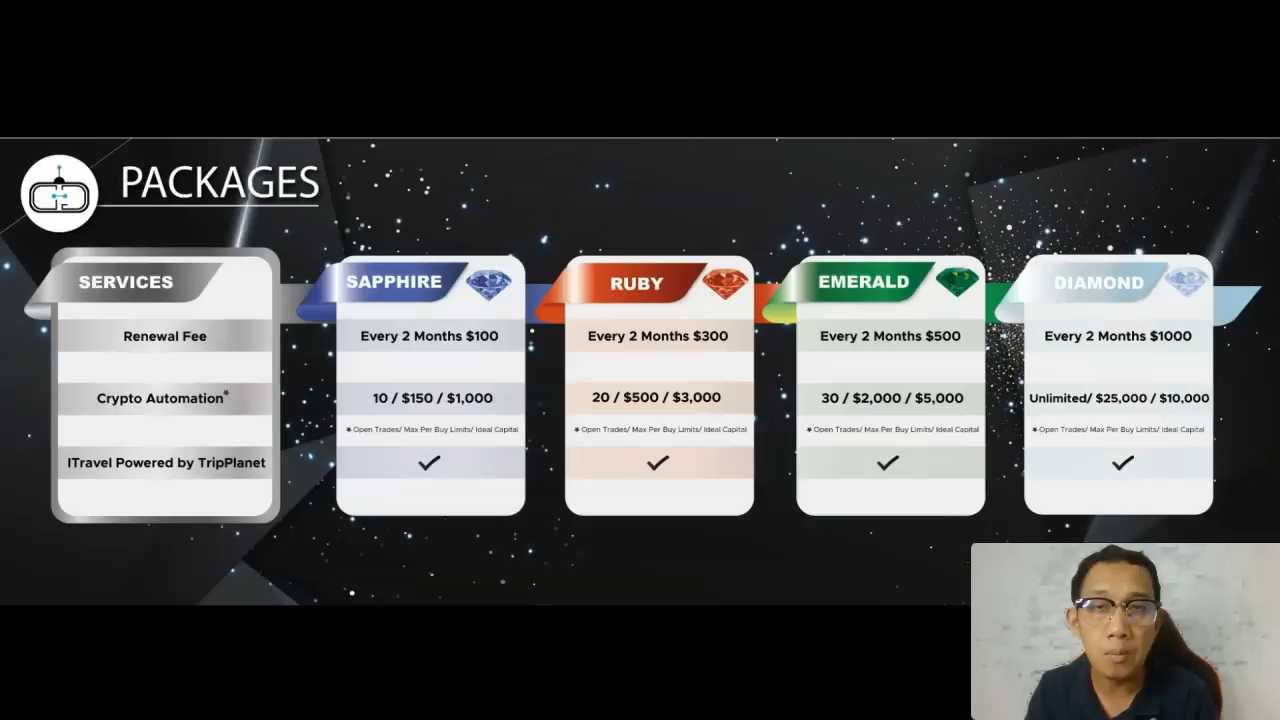 PACKAGES
SERVICES
Renewal Fee
Crypto Automation*
ITravel Powered by TripPlanet
SAPPHIRE
Every 2 Months $100
10 / $150 / $1,000
* Open Trades/ Max Per Buy Limits/ Ideal Capital
RUBY
Every 2 Months $300
20 / $500 / $3,000
* Open Trades/ Max Per Buy Limits/ Ideal Capital
EMERALD
Every 2 Months $500
30 / $2,000 / $5,000
* Open Trades/ Max Per Buy Limits/ Ideal Capital
DIAMOND
Every 2 Months $1000
Unlimited/ $25,000 / $10,000
* Open Trades/ Max Per Buy Limits/ Ideal Capital